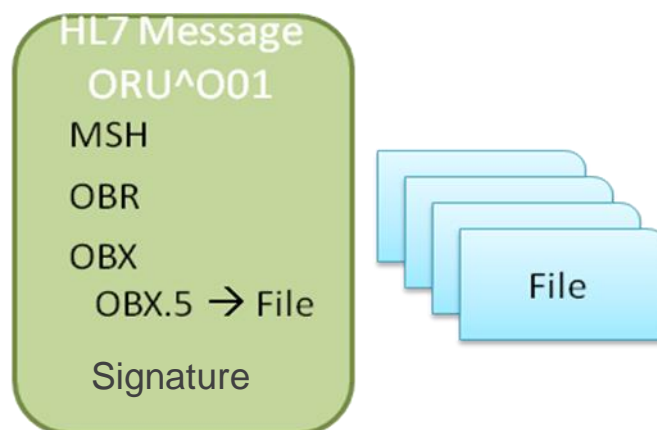 HL7 Message
ORU^O01
MSH
OBR
OBX
OBX.5 → File
Signature
File